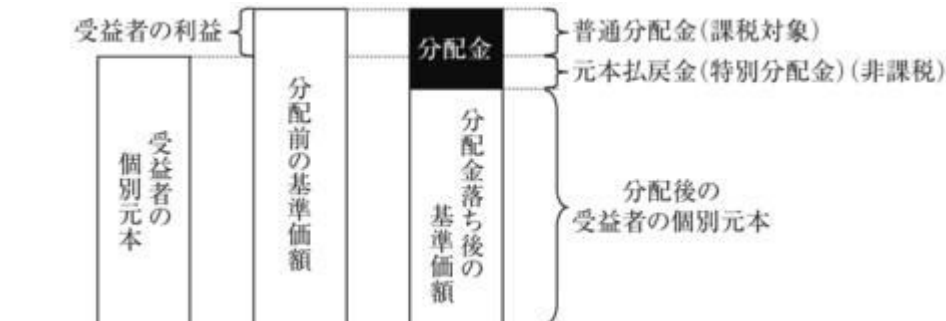 受益者の利益
分配金
普通分配金(課税対象)
元本払戻金(特別分配金)(非課税)
受益者の
個別元本
分配前の基準価額
分配金落ち後の
基準価額
分配後の
受益者の個別元本